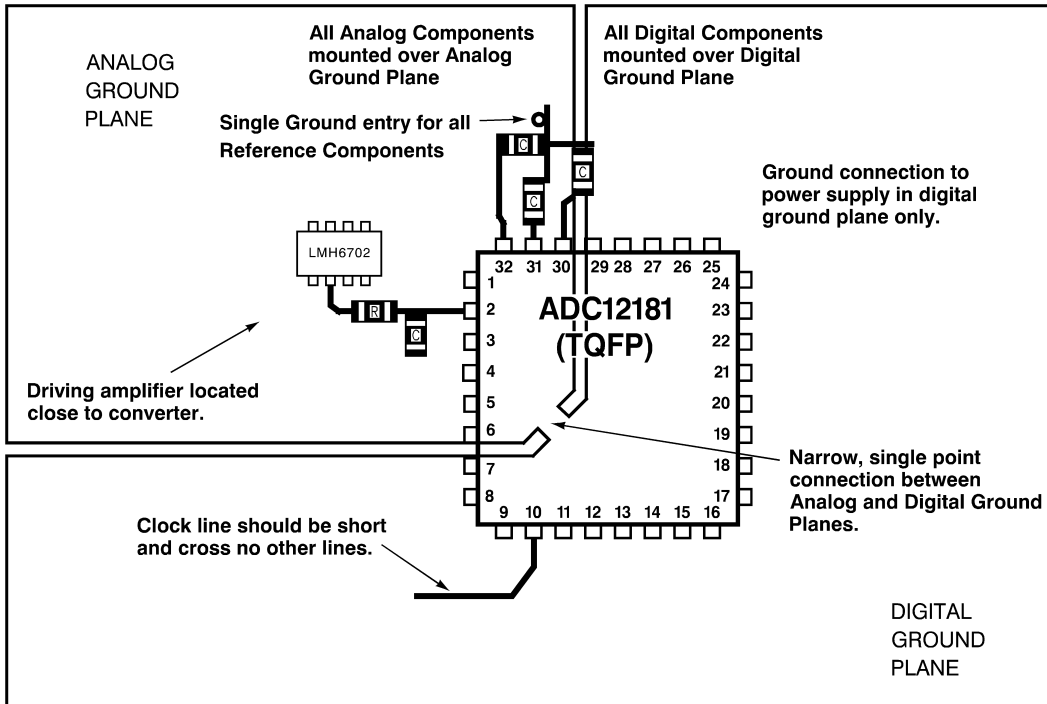 ANALOG
GROUND
PLANE
All Analog Components
mounted over Analog
Ground Plane
All Digital Components
mounted over Digital
Ground Plane
Single Ground entry for all
Reference Components
C
C
C
Ground connection to
power supply in digital
ground plane only.
LMH6702
R
C
32 31 30 29 28 27 26 25
1
2
3
4
5
6
7
8
24
23
22
21
20
19
18
17
ADC12181
(TQFP)
9 10 11 12 13 14 15 16
Driving amplifier located
close to converter.
Narrow, single point
connection between
Analog and Digital Ground
Planes.
Clock line should be short
and cross no other lines.
DIGITAL
GROUND
PLANE